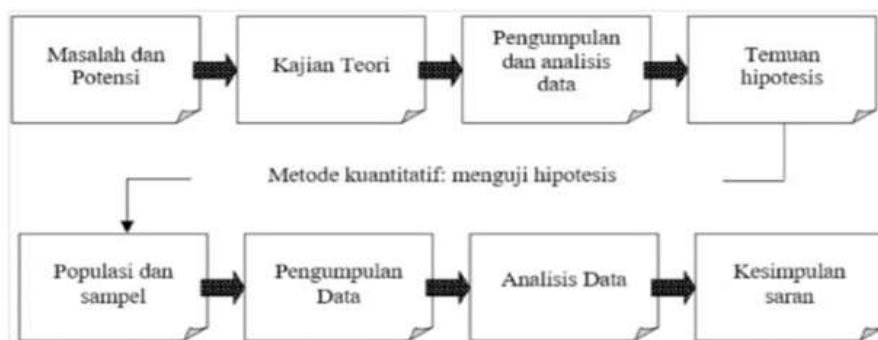 Masalah dan
Potensi
Kajian Teori
Pengumpulan
dan analisis
data
Temuan
hipotesis
Metode kuantitatif: menguji hipotesis
Populasi dan
sampel
Pengumpulan
Data
Analisis Data
Kesimpulan
saran